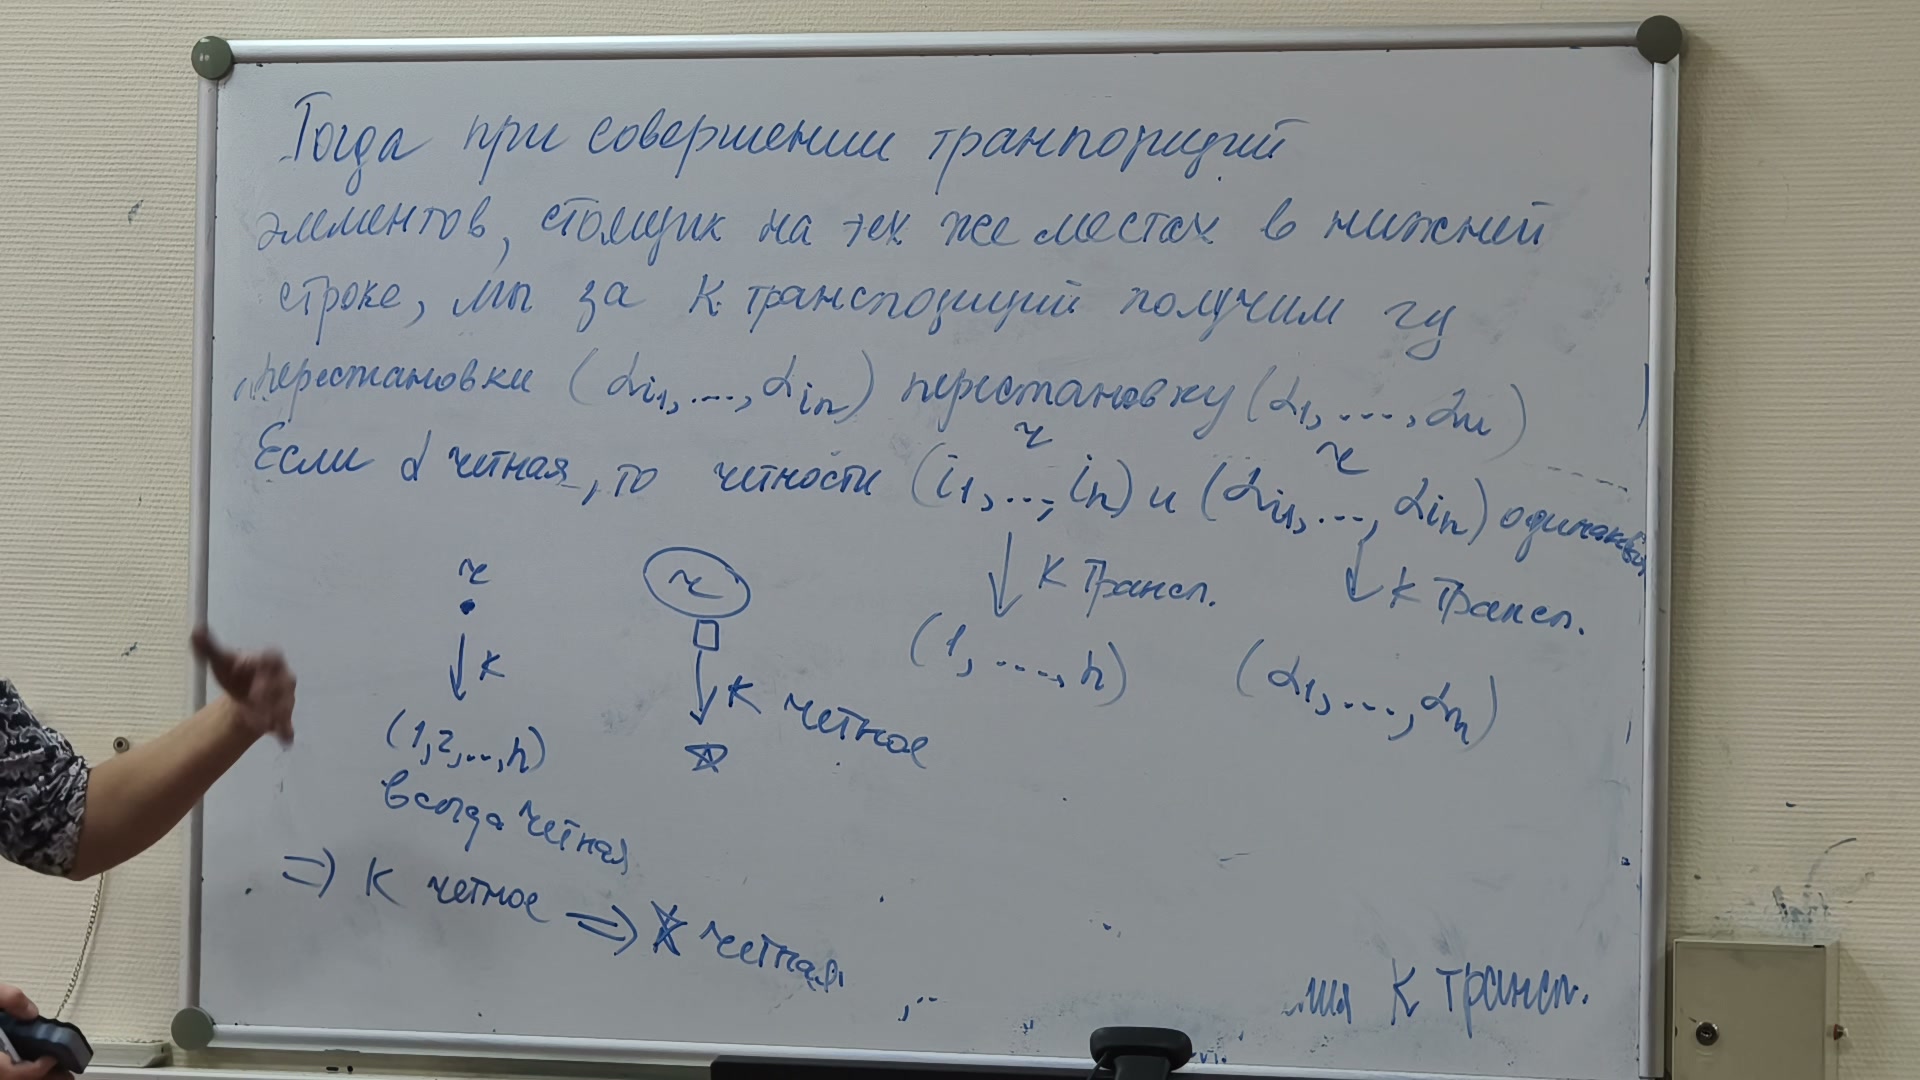 Тогда при совершении транпозиций
элементов, стоящих на тех же местах в нижней
строке, мы за K транспозиций получим из
перестановки (αi₁, ..., αiₙ) перестановку (α₁, ..., αₙ)
Если α четная, то четности (i₁, ..., iₙ) и (αi₁, ..., αiₙ) одинаковы
ч ч
ч ч
↓ K трансп. ↓ K трансп.
(1, ..., n) (α₁, ..., αₙ)
↓ K ↓ K четное
(1, 2, ..., n) ☆
всегда четная
⇒ K четное ⇒ ☆ четная
K трансп.